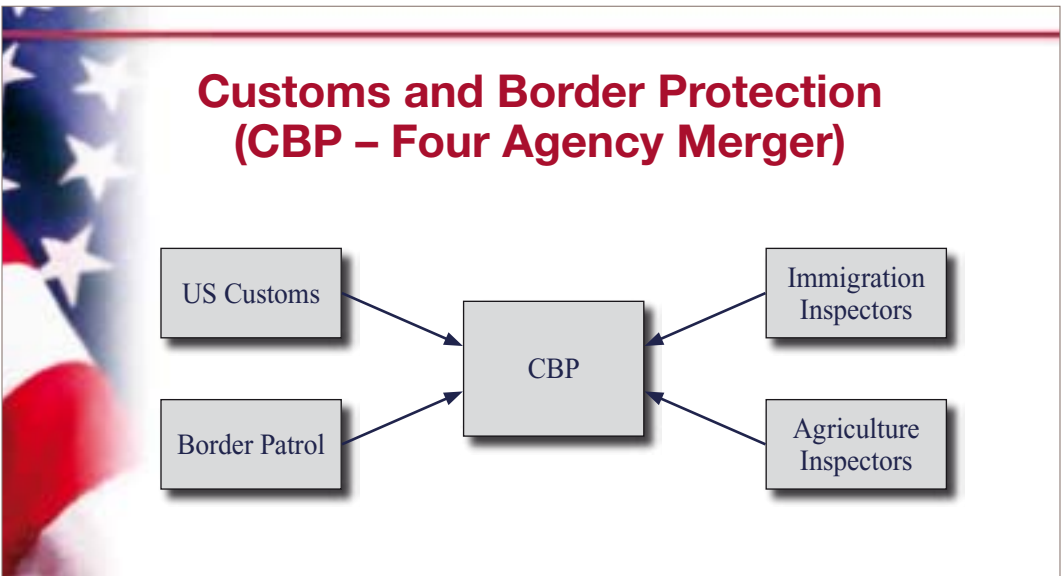 Customs and Border Protection
(CBP – Four Agency Merger)
US Customs
Border Patrol
CBP
Immigration
Inspectors
Agriculture
Inspectors